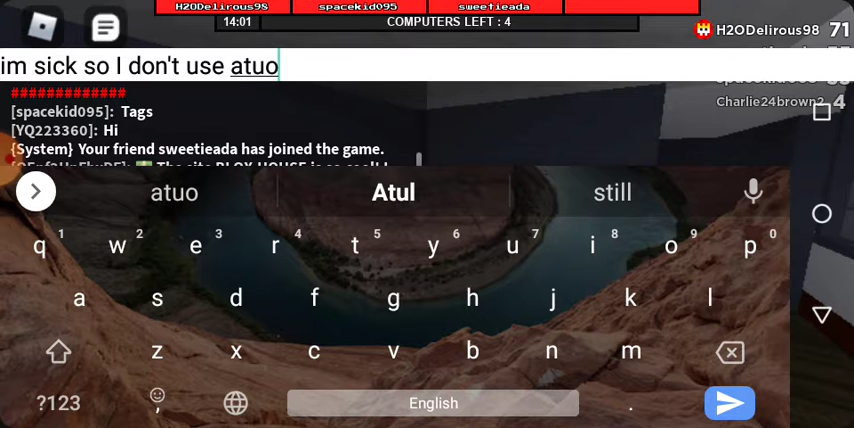 H2ODelirous98 spacekid095 sweetieada
14:01 COMPUTERS LEFT : 4
H2ODelirous98 71
im sick so I don't use atuo
Charlie24brown2 4
#############
[spacekid095]: Tags
[YQ223360]: Hi
{System} Your friend sweetieada has joined the game.
atuo Atul still
q 1 w 2 e 3 r 4 t 5 y 6 u 7 i 8 o 9 p 0
a s d f g h j k l
z x c v b n m
?123 , English .